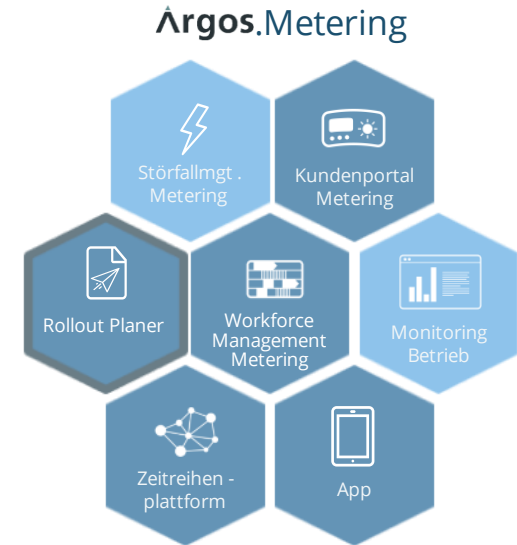 Argos.Metering
Störfallmgt .
Metering
Kundenportal
Metering
Rollout Planer
Workforce
Management
Metering
Monitoring
Betrieb
Zeitreihen -
plattform
App